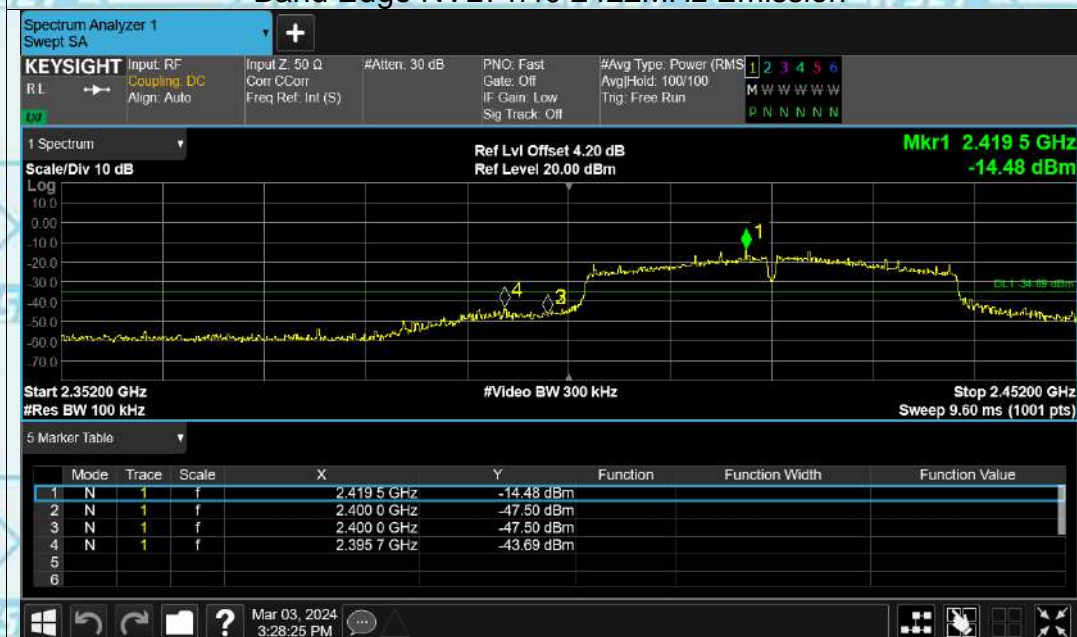 Band Edge NVLT n40 2422MHz Emission
Spectrum Analyzer 1
Swept SA
KEYSIGHT
RL
Input: RF
Coupling: DC
Align: Auto
Input Z: 50 Ω
Corr CCorr
Freq Ref: Int (S)
#Atten: 30 dB
PNO: Fast
Gate: Off
IF Gain: Low
Sig Track: Off
#Avg Type: Power (RMS
Avg|Hold: 100/100
Trig: Free Run
1 2 3 4 5 6
M W W W W W
P N N N N N
1 Spectrum
Scale/Div 10 dB
Ref Lvl Offset 4.20 dB
Ref Level 20.00 dBm
Mkr1 2.419 5 GHz
-14.48 dBm
Log
10.0
0.00
-10.0
-20.0
-30.0
-40.0
-50.0
-60.0
-70.0
1
4
3
DL1 -34.89 dBm
Start 2.35200 GHz
#Video BW 300 kHz
Stop 2.45200 GHz
#Res BW 100 kHz
Sweep 9.60 ms (1001 pts)
5 Marker Table
Mode Trace Scale X Y Function Function Width Function Value
1 N 1 f 2.419 5 GHz -14.48 dBm
2 N 1 f 2.400 0 GHz -47.50 dBm
3 N 1 f 2.400 0 GHz -47.50 dBm
4 N 1 f 2.395 7 GHz -43.69 dBm
5
6
?
Mar 03, 2024
3:28:25 PM